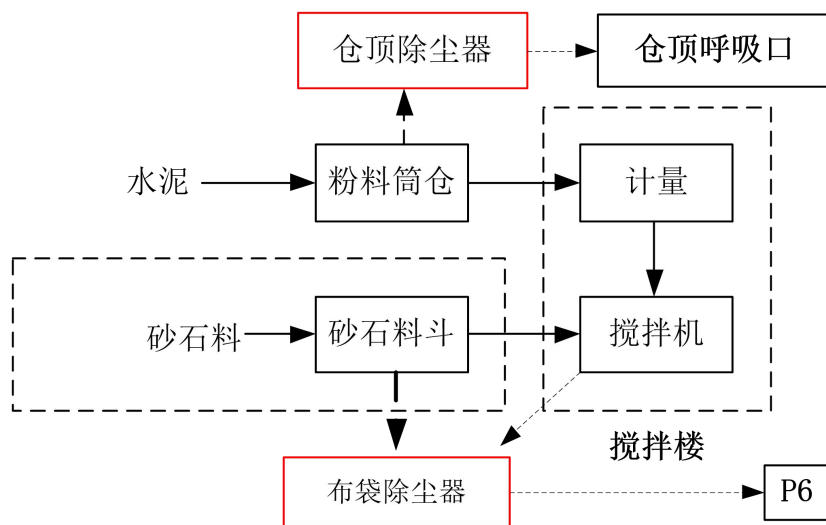 仓顶除尘器
仓顶呼吸口
水泥
粉料筒仓
计量
砂石料
砂石料斗
搅拌机
搅拌楼
布袋除尘器
P6